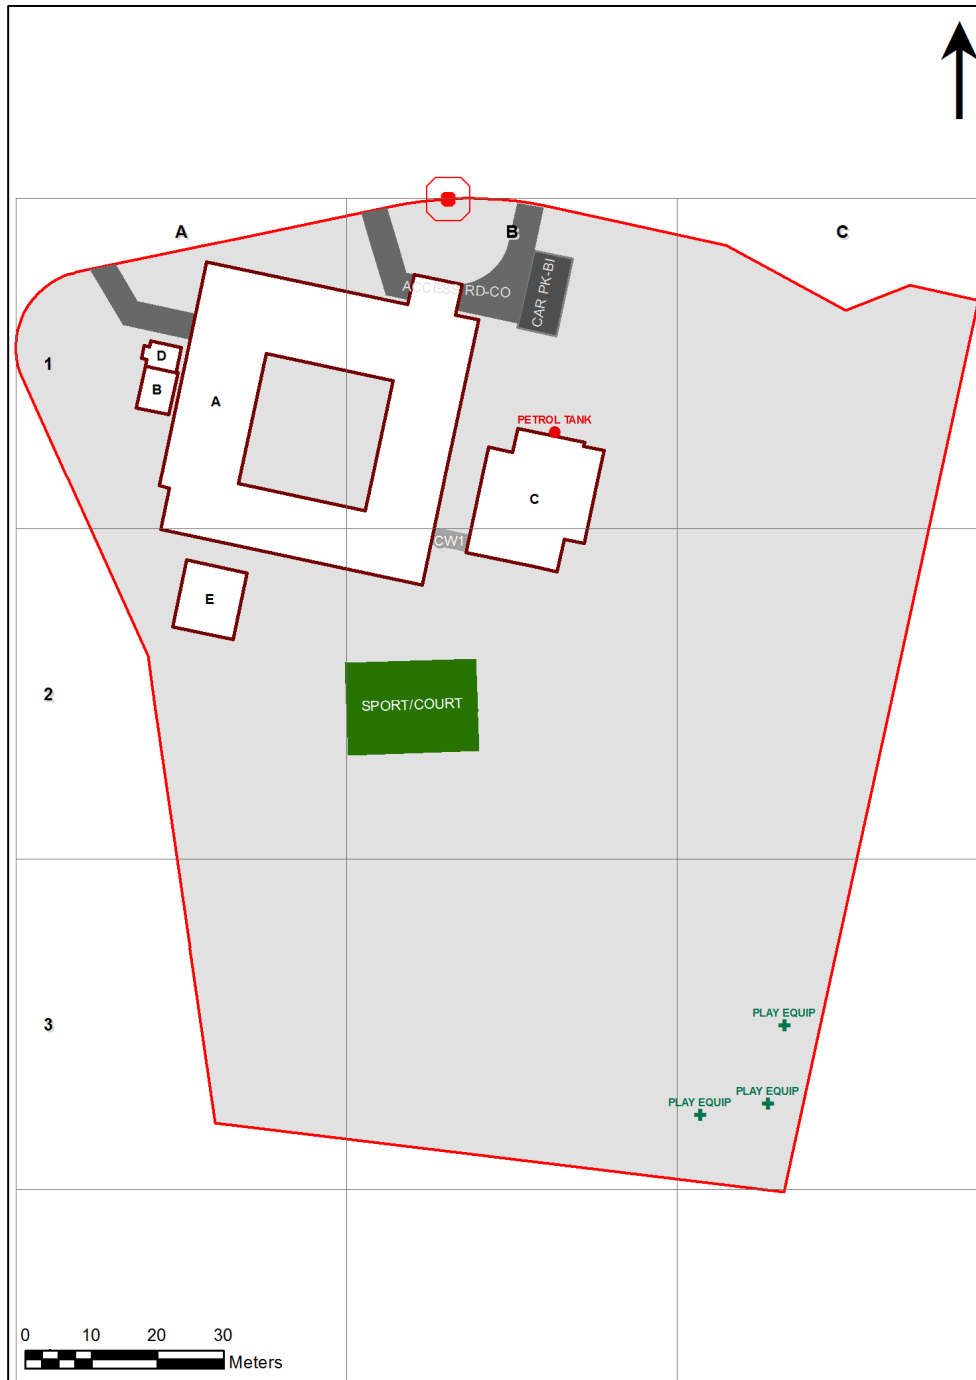 A
B
C
ACCESS RD-CO
CAR PK-BI
D
1
B
A
PETROL TANK
C
CW1
E
2
SPORT/COURT
3
PLAY EQUIP
PLAY EQUIP
PLAY EQUIP
0 10 20 30
Meters